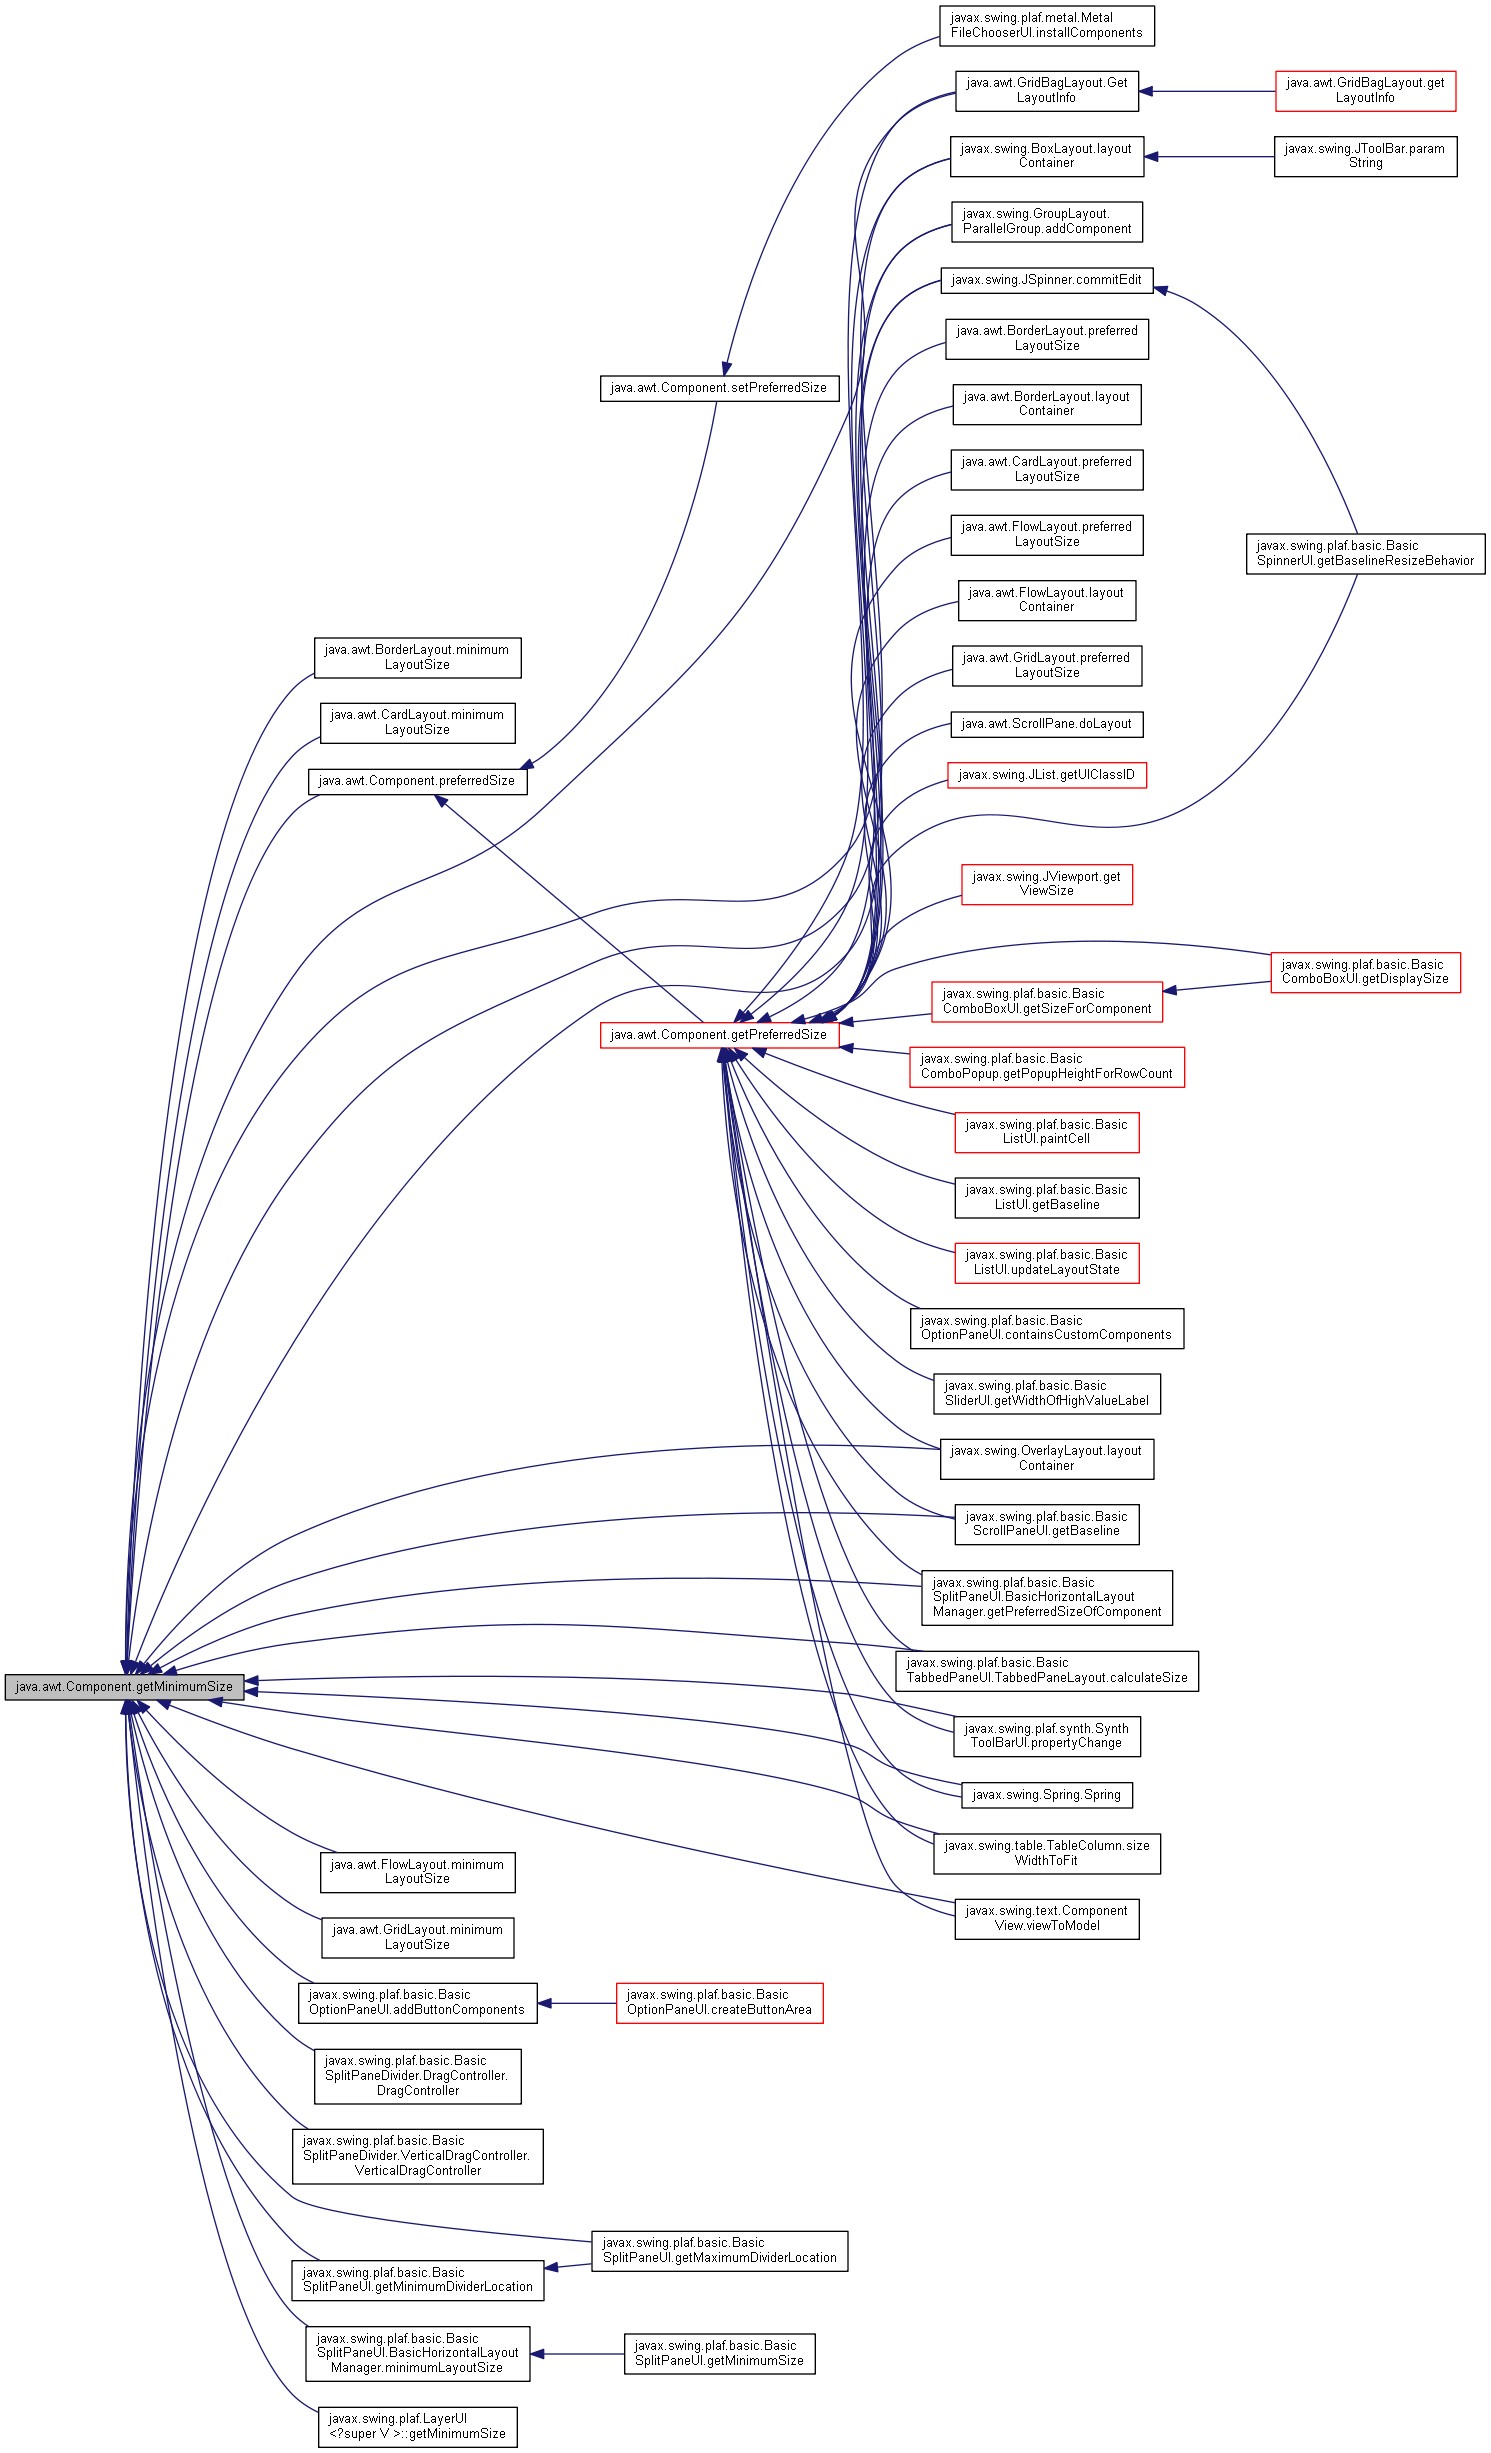 javax.swing.plaf.metal.Metal
FileChooserUI.installComponents
java.awt.GridBagLayout.Get
LayoutInfo
java.awt.GridBagLayout.get
LayoutInfo
javax.swing.BoxLayout.layout
Container
javax.swing.JToolBar.param
String
javax.swing.GroupLayout.
ParallelGroup.addComponent
javax.swing.JSpinner.commitEdit
java.awt.BorderLayout.preferred
LayoutSize
java.awt.Component.setPreferredSize
java.awt.BorderLayout.layout
Container
java.awt.CardLayout.preferred
LayoutSize
java.awt.FlowLayout.preferred
LayoutSize
javax.swing.plaf.basic.Basic
SpinnerUI.getBaselineResizeBehavior
java.awt.FlowLayout.layout
Container
java.awt.BorderLayout.minimum
LayoutSize
java.awt.GridLayout.preferred
LayoutSize
java.awt.CardLayout.minimum
LayoutSize
java.awt.ScrollPane.doLayout
java.awt.Component.preferredSize
javax.swing.JList.getUIClassID
javax.swing.JViewport.get
ViewSize
javax.swing.plaf.basic.Basic
ComboBoxUI.getDisplaySize
javax.swing.plaf.basic.Basic
ComboBoxUI.getSizeForComponent
java.awt.Component.getPreferredSize
javax.swing.plaf.basic.Basic
ComboPopup.getPopupHeightForRowCount
javax.swing.plaf.basic.Basic
ListUI.paintCell
javax.swing.plaf.basic.Basic
ListUI.getBaseline
javax.swing.plaf.basic.Basic
ListUI.updateLayoutState
javax.swing.plaf.basic.Basic
OptionPaneUI.containsCustomComponents
javax.swing.plaf.basic.Basic
SliderUI.getWidthOfHighValueLabel
javax.swing.OverlayLayout.layout
Container
javax.swing.plaf.basic.Basic
ScrollPaneUI.getBaseline
javax.swing.plaf.basic.Basic
SplitPaneUI.BasicHorizontalLayout
Manager.getPreferredSizeOfComponent
javax.swing.plaf.basic.Basic
TabbedPaneUI.TabbedPaneLayout.calculateSize
java.awt.Component.getMinimumSize
javax.swing.plaf.synth.Synth
ToolBarUI.propertyChange
javax.swing.Spring.Spring
javax.swing.table.TableColumn.size
WidthToFit
java.awt.FlowLayout.minimum
LayoutSize
javax.swing.text.Component
View.viewToModel
java.awt.GridLayout.minimum
LayoutSize
javax.swing.plaf.basic.Basic
OptionPaneUI.addButtonComponents
javax.swing.plaf.basic.Basic
OptionPaneUI.createButtonArea
javax.swing.plaf.basic.Basic
SplitPaneDivider.DragController.
DragController
javax.swing.plaf.basic.Basic
SplitPaneDivider.VerticalDragController.
VerticalDragController
javax.swing.plaf.basic.Basic
SplitPaneUI.getMaximumDividerLocation
javax.swing.plaf.basic.Basic
SplitPaneUI.getMinimumDividerLocation
javax.swing.plaf.basic.Basic
SplitPaneUI.BasicHorizontalLayout
Manager.minimumLayoutSize
javax.swing.plaf.basic.Basic
SplitPaneUI.getMinimumSize
javax.swing.plaf.LayerUI
<?super V >::getMinimumSize